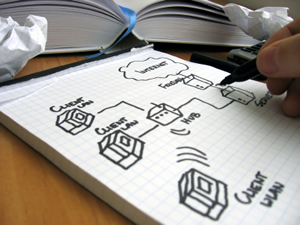 INTERNET
FIREWALL
CLIENT
LAN
CLIENT
LAN
HUB
CLIENT
WLAN